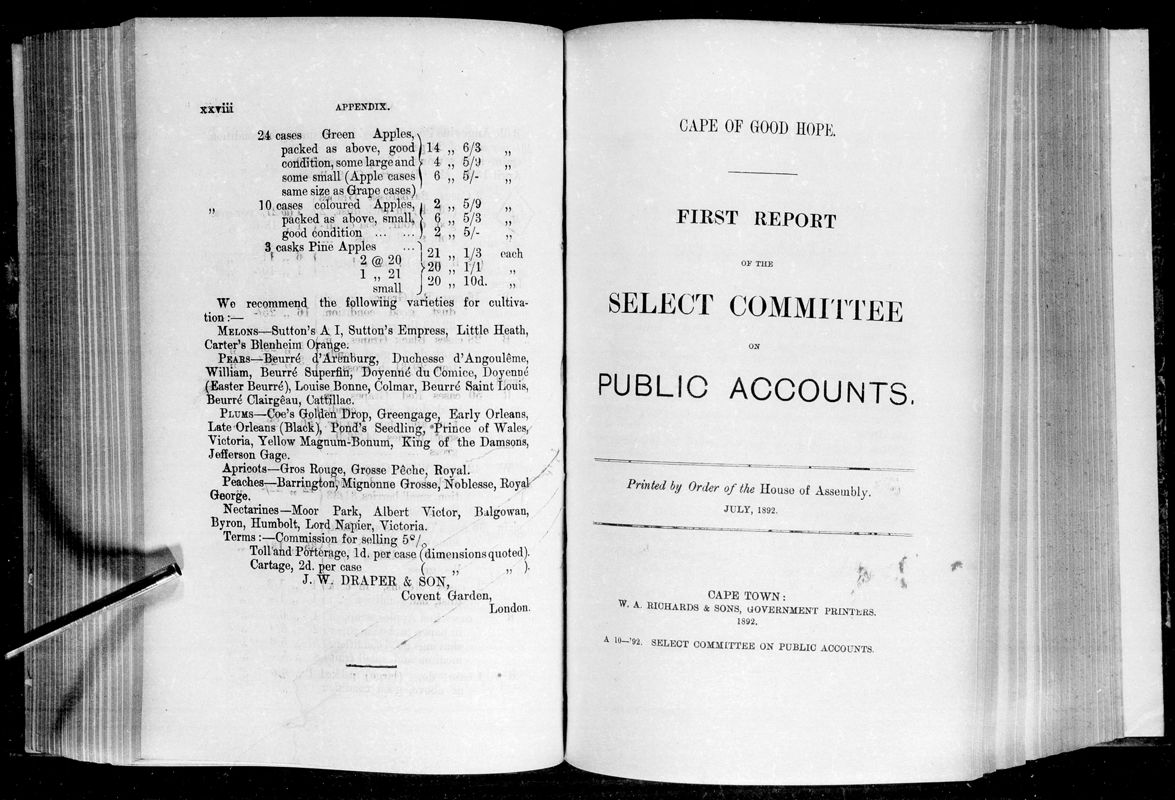 xxviii APPENDIX.
24 cases Green Apples,
packed as above, good 14 ,, 6/3 ,,
condition, some large and 4 ,, 5/9 ,,
some small (Apple cases 6 ,, 5/- ,,
same size as Grape cases)
,, 10 cases coloured Apples, 2 ,, 5/9 ,,
packed as above, small, 6 ,, 5/3 ,,
good condition ... ... 2 ,, 5/- ,,
3 casks Pine Apples ... 21 ,, 1/3 each
2 @ 20 20 ,, 1/1 ,,
1 ,, 21
small 20 ,, 10d. ,,
We recommend the following varieties for cultiva-
tion :—
MELONS—Sutton's A I, Sutton's Empress, Little Heath,
Carter's Blenheim Orange.
PEARS—Beurré d'Arenburg, Duchesse d'Angoulême,
William, Beurré Superfin, Doyenné du Comice, Doyenné
(Easter Beurré), Louise Bonne, Colmar, Beurré Saint Louis,
Beurré Clairgêau, Cattillac.
PLUMS—Coe's Golden Drop, Greengage, Early Orleans,
Late Orleans (Black), Pond's Seedling, Prince of Wales,
Victoria, Yellow Magnum-Bonum, King of the Damsons,
Jefferson Gage.
Apricots—Gros Rouge, Grosse Pêche, Royal.
Peaches—Barrington, Mignonne Grosse, Noblesse, Royal
George.
Nectarines—Moor Park, Albert Victor, Balgowan,
Byron, Humbolt, Lord Napier, Victoria.
Terms :—Commission for selling 5%
Toll and Porterage, 1d. per case (dimensions quoted).
Cartage, 2d. per case ( ,, ,, ).
J. W. DRAPER & SON,
Covent Garden,
London.
CAPE OF GOOD HOPE.
FIRST REPORT
OF THE
SELECT COMMITTEE
ON
PUBLIC ACCOUNTS.
Printed by Order of the House of Assembly.
JULY, 1892.
CAPE TOWN:
W. A. RICHARDS & SONS, GOVERNMENT PRINTERS.
1892.
A 10—'92. SELECT COMMITTEE ON PUBLIC ACCOUNTS.